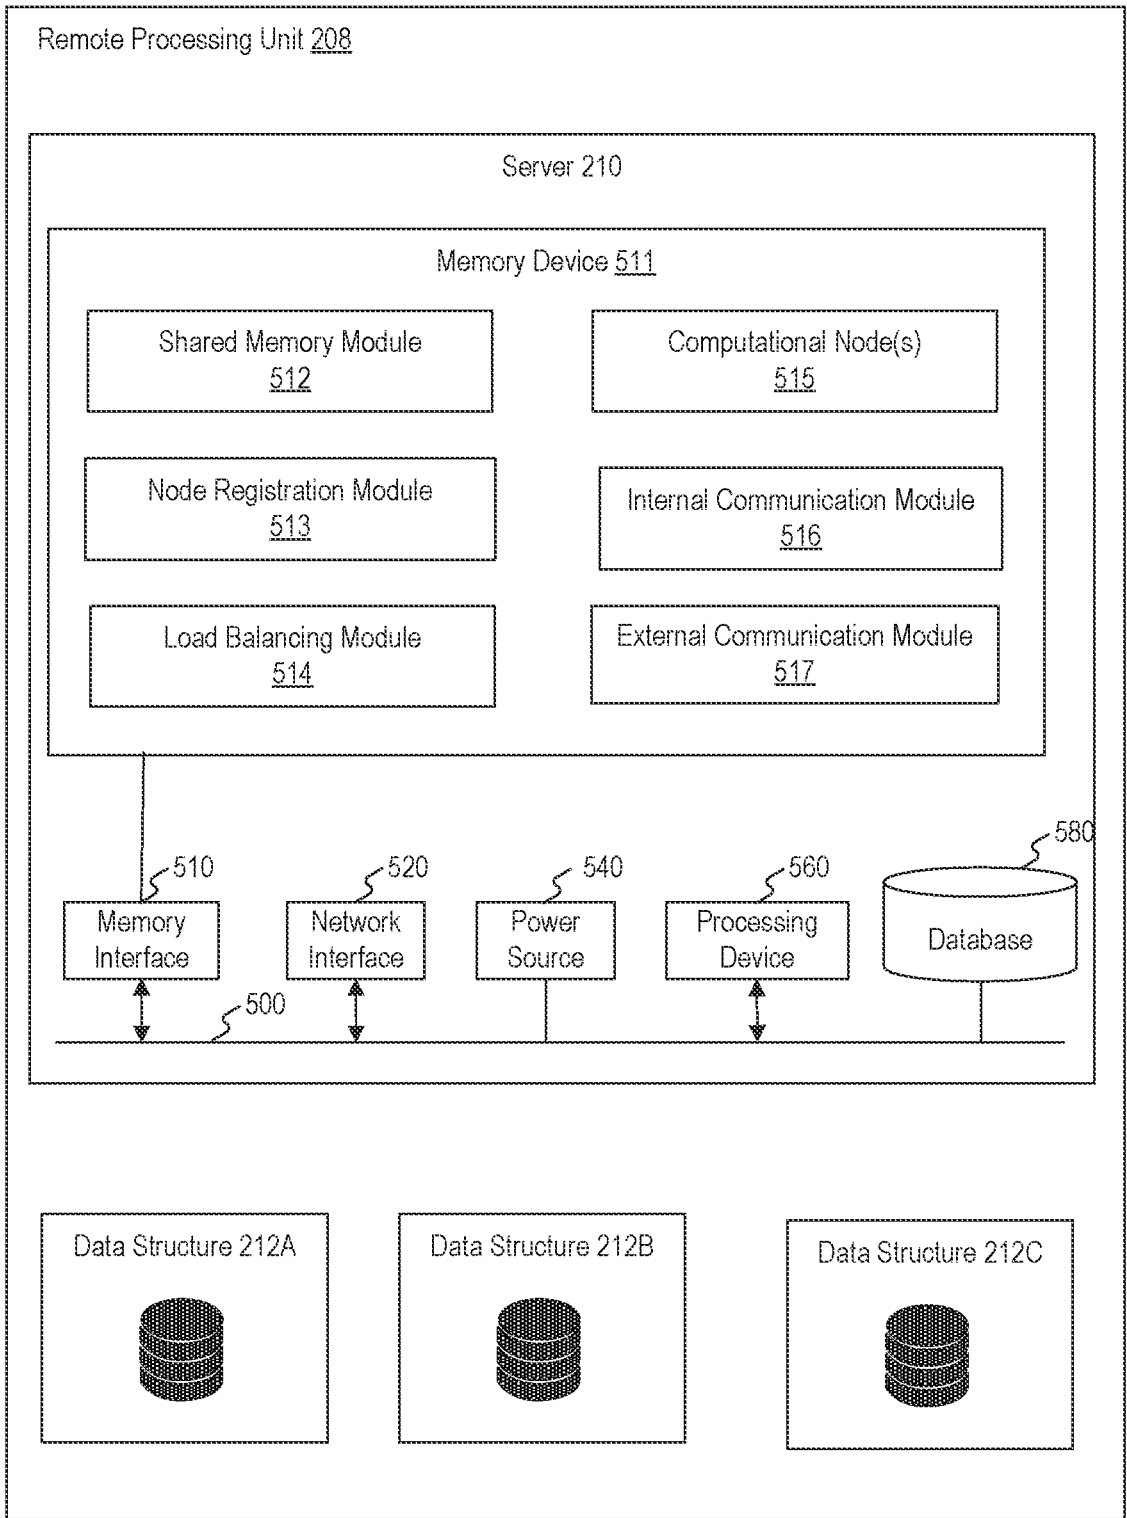 Remote Processing Unit 208
Server 210
Memory Device 511
Shared Memory Module
512
Computational Node(s)
515
Node Registration Module
513
Internal Communication Module
516
Load Balancing Module
514
External Communication Module
517
510
520
540
560
580
Memory
Interface
Network
Interface
Power
Source
Processing
Device
Database
500
Data Structure 212A
Data Structure 212B
Data Structure 212C